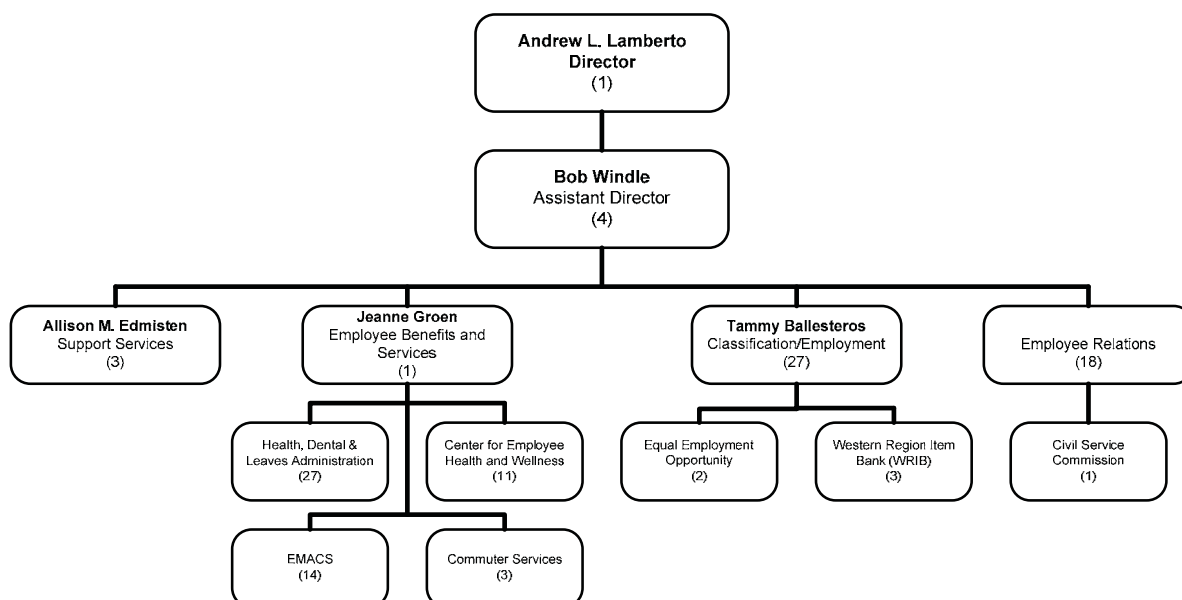 Andrew L. Lamberto
Director
(1)
Bob Windle
Assistant Director
(4)
Allison M. Edmisten
Support Services
(3)
Jeanne Groen
Employee Benefits and
Services
(1)
Tammy Ballesteros
Classification/Employment
(27)
Employee Relations
(18)
Health, Dental &
Leaves Administration
(27)
Center for Employee
Health and Wellness
(11)
Equal Employment
Opportunity
(2)
Western Region Item
Bank (WRIB)
(3)
Civil Service
Commission
(1)
EMACS
(14)
Commuter Services
(3)